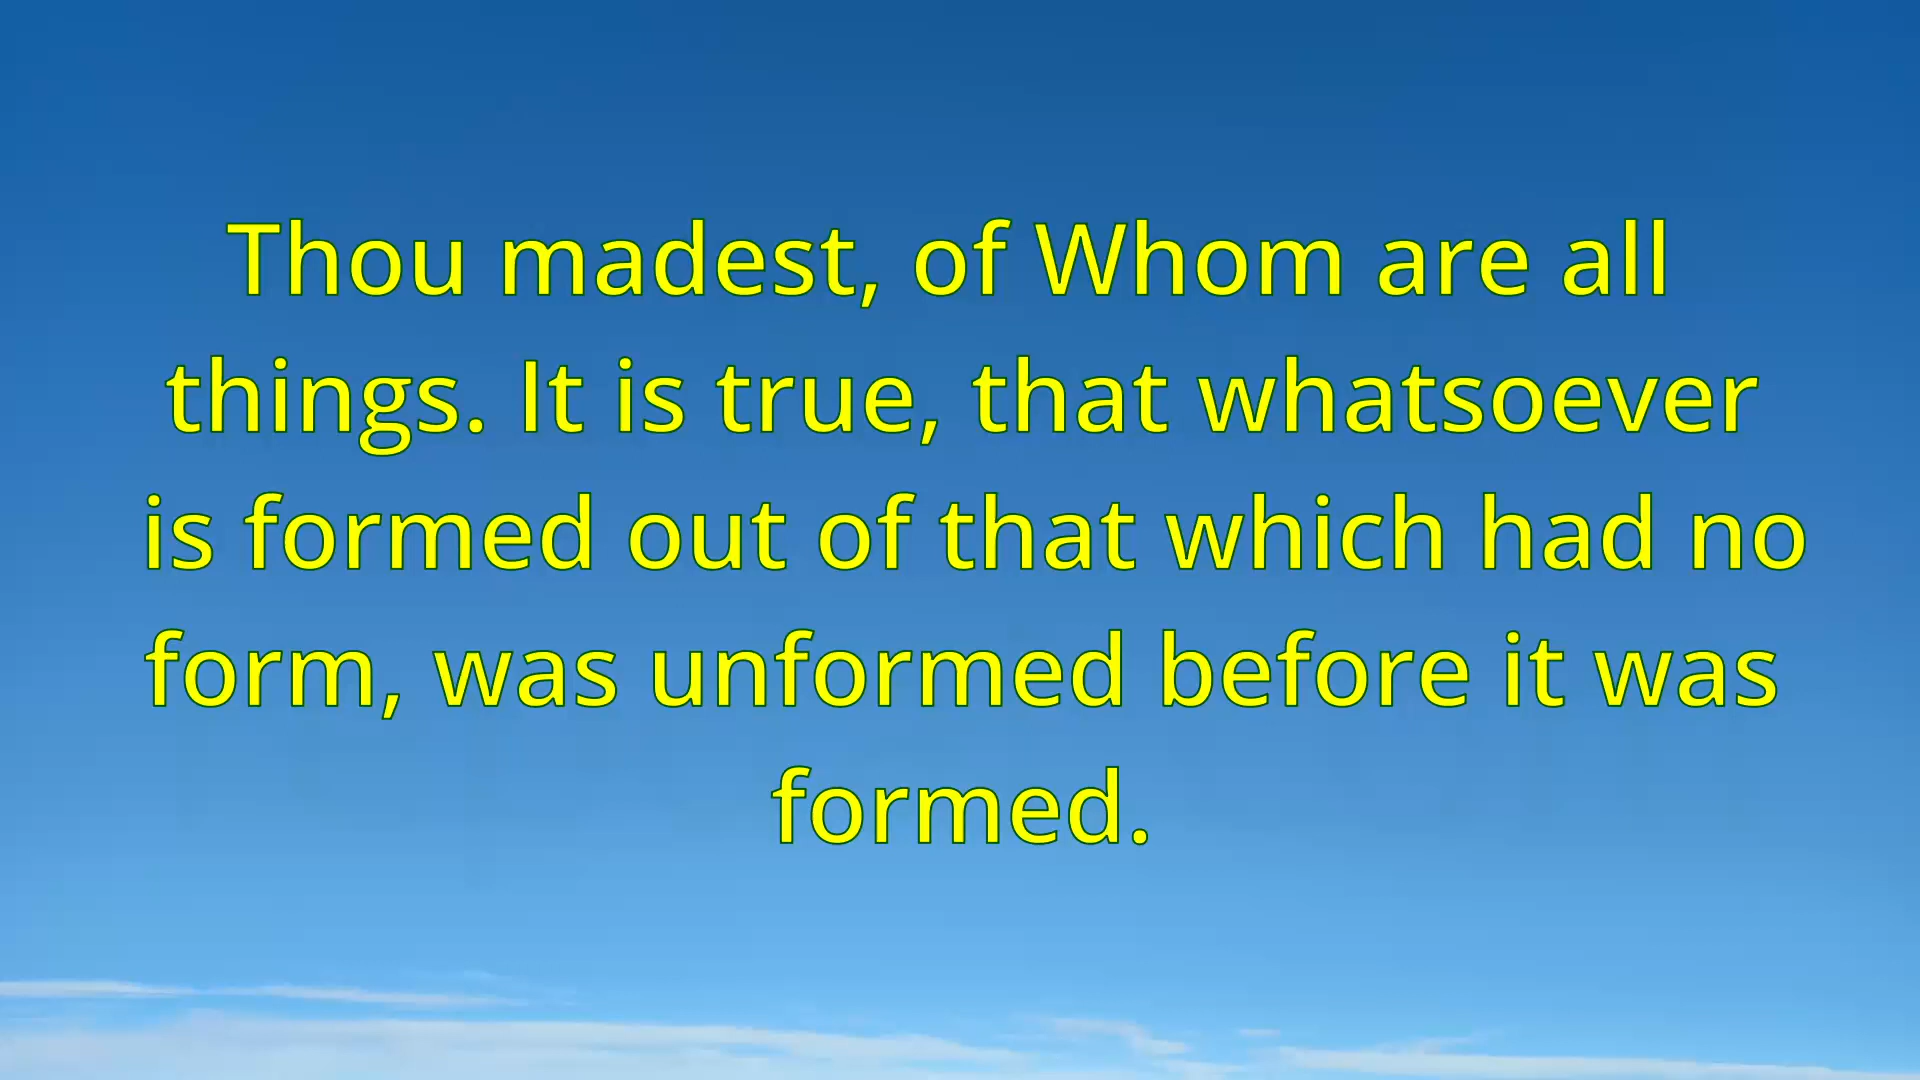 Thou madest, of Whom are all
things. It is true, that whatsoever
is formed out of that which had no
form, was unformed before it was
formed.